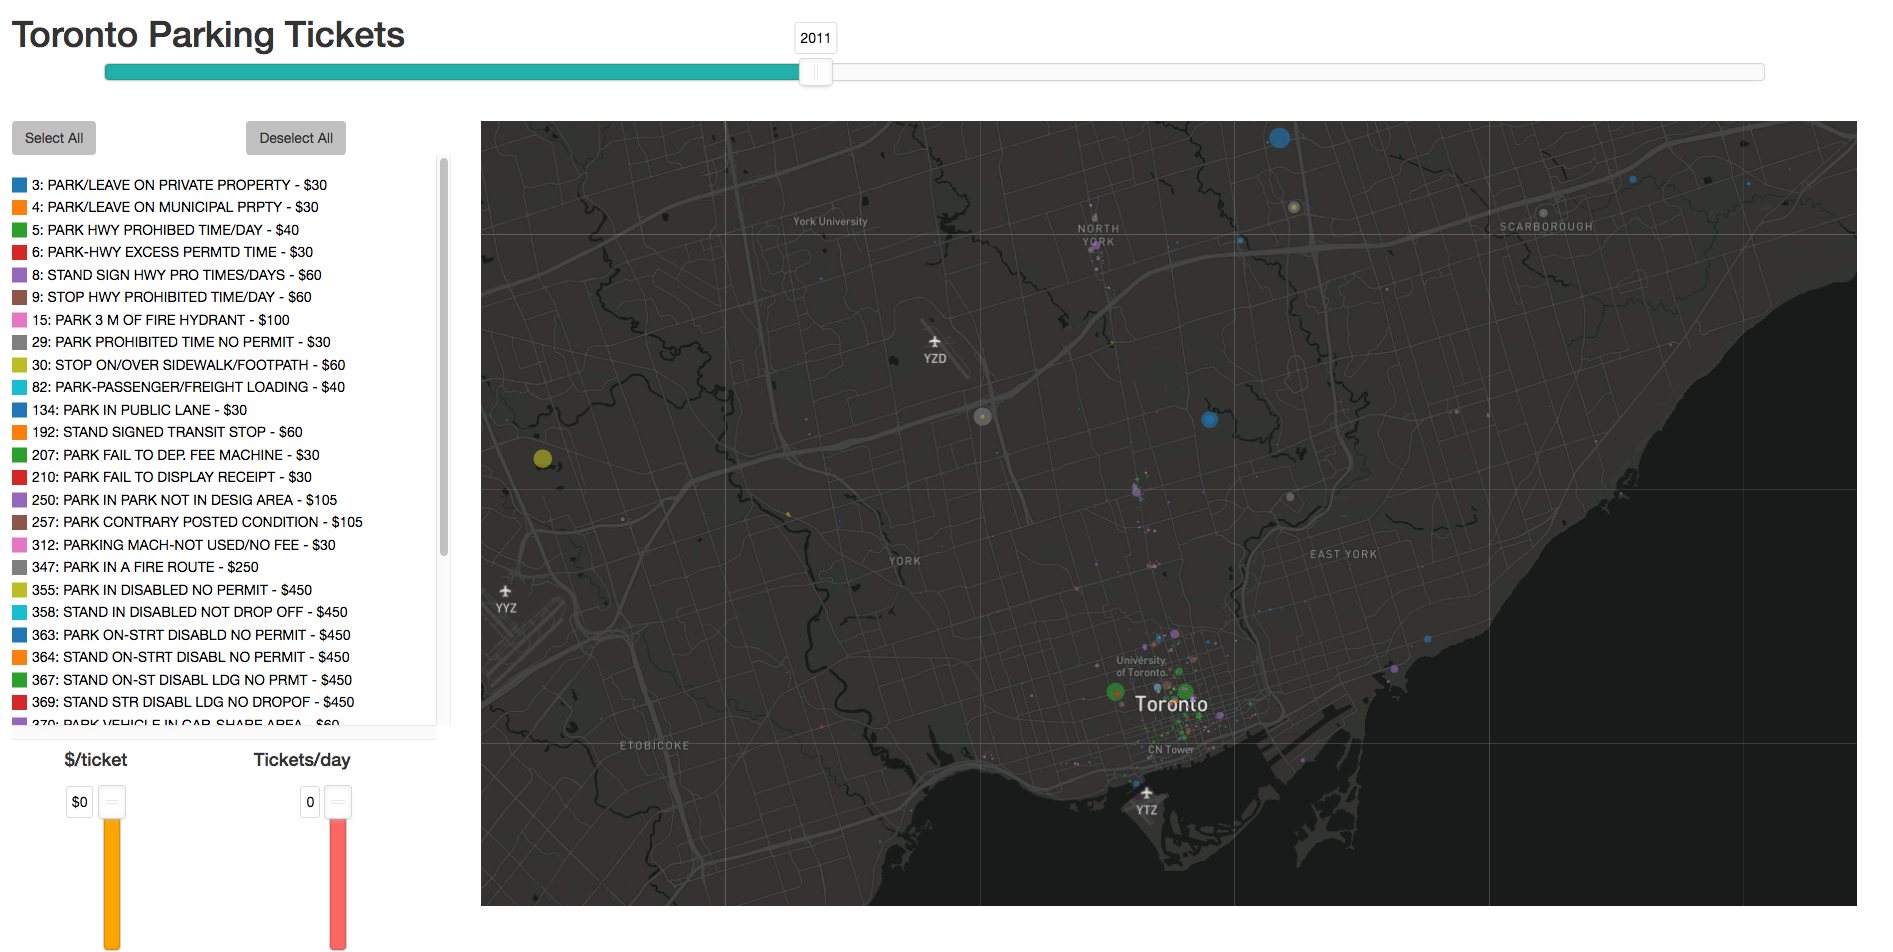 Toronto Parking Tickets
2011
Select All
Deselect All
3: PARK/LEAVE ON PRIVATE PROPERTY - $30
4: PARK/LEAVE ON MUNICIPAL PRPTY - $30
5: PARK HWY PROHIBED TIME/DAY - $40
6: PARK-HWY EXCESS PERMTD TIME - $30
8: STAND SIGN HWY PRO TIMES/DAYS - $60
9: STOP HWY PROHIBITED TIME/DAY - $60
15: PARK 3 M OF FIRE HYDRANT - $100
29: PARK PROHIBITED TIME NO PERMIT - $30
30: STOP ON/OVER SIDEWALK/FOOTPATH - $60
82: PARK-PASSENGER/FREIGHT LOADING - $40
134: PARK IN PUBLIC LANE - $30
192: STAND SIGNED TRANSIT STOP - $60
207: PARK FAIL TO DEP. FEE MACHINE - $30
210: PARK FAIL TO DISPLAY RECEIPT - $30
250: PARK IN PARK NOT IN DESIG AREA - $105
257: PARK CONTRARY POSTED CONDITION - $105
312: PARKING MACH-NOT USED/NO FEE - $30
347: PARK IN A FIRE ROUTE - $250
355: PARK IN DISABLED NO PERMIT - $450
358: STAND IN DISABLED NOT DROP OFF - $450
363: PARK ON-STRT DISABLD NO PERMIT - $450
364: STAND ON-STRT DISABL NO PERMIT - $450
367: STAND ON-ST DISABL LDG NO PRMT - $450
369: STAND STR DISABL LDG NO DROPOF - $450
370: PARK VEHICLE IN CAR-SHARE AREA - $60
$/ticket
Tickets/day
$0
0
York University
NORTH
YORK
SCARBOROUGH
YZD
YORK
EAST YORK
YYZ
University
of Toronto
Toronto
ETOBICOKE
CN Tower
YTZ